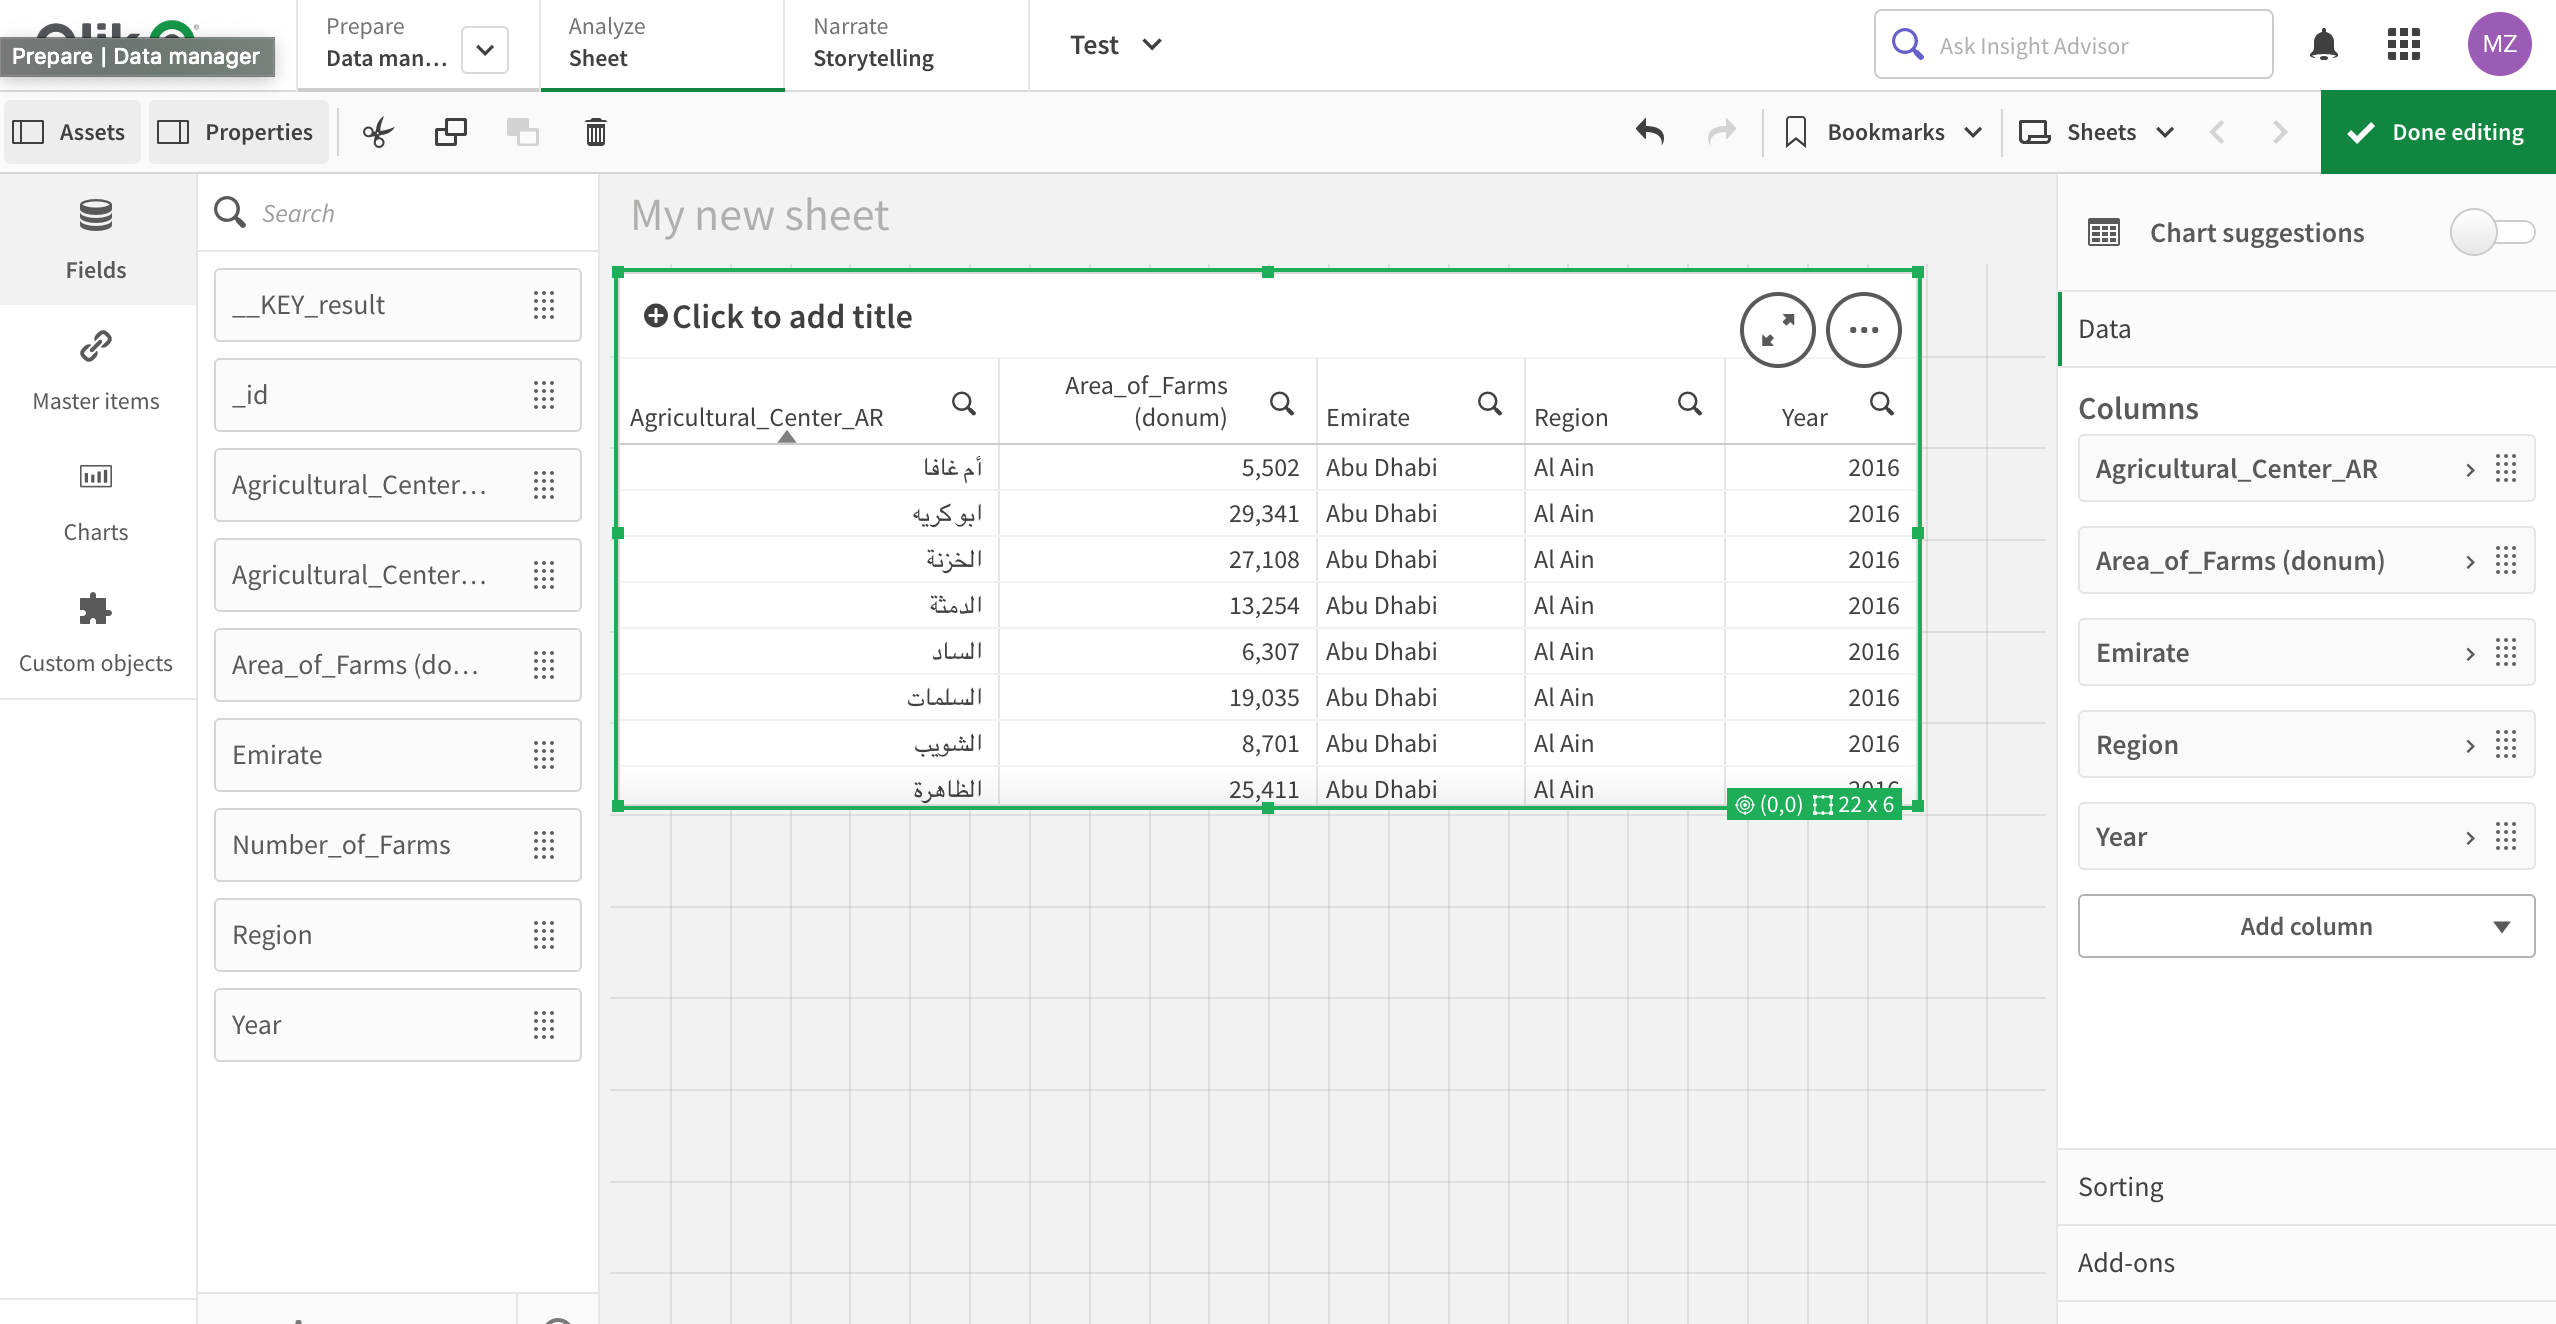 Prepare | Data manager
Prepare
Data man...
Analyze
Sheet
Narrate
Storytelling
Test
Ask Insight Advisor
MZ
Assets
Properties
Bookmarks
Sheets
Done editing
Fields
Master items
Charts
Custom objects
Search
__KEY_result
_id
Agricultural_Center...
Agricultural_Center...
Area_of_Farms (do...
Emirate
Number_of_Farms
Region
Year
My new sheet
Click to add title
Agricultural_Center_AR
Area_of_Farms
(donum)
Emirate
Region
Year
أم غافا 5,502 Abu Dhabi Al Ain 2016
ابو كريه 29,341 Abu Dhabi Al Ain 2016
الخزنة 27,108 Abu Dhabi Al Ain 2016
الدمثة 13,254 Abu Dhabi Al Ain 2016
الساد 6,307 Abu Dhabi Al Ain 2016
السلمات 19,035 Abu Dhabi Al Ain 2016
الشويب 8,701 Abu Dhabi Al Ain 2016
الظاهرة 25,411 Abu Dhabi Al Ain 2016
(0,0) 22 x 6
Chart suggestions
Data
Columns
Agricultural_Center_AR
Area_of_Farms (donum)
Emirate
Region
Year
Add column
Sorting
Add-ons